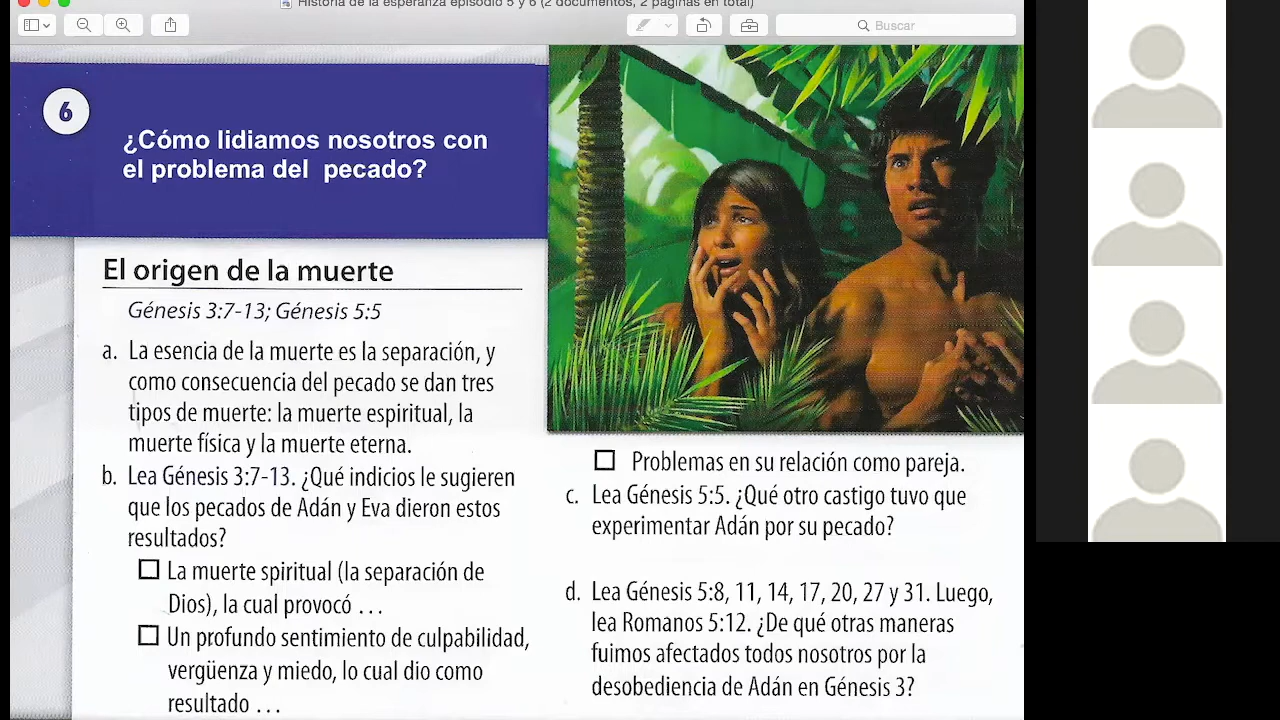 Historia de la esperanza episodio 5 y 6 (2 documentos, 2 páginas en total)
Buscar
6
¿Cómo lidiamos nosotros con
el problema del pecado?
El origen de la muerte
Génesis 3:7-13; Génesis 5:5
a. La esencia de la muerte es la separación, y
como consecuencia del pecado se dan tres
tipos de muerte: la muerte espiritual, la
muerte física y la muerte eterna.
b. Lea Génesis 3:7-13. ¿Qué indicios le sugieren
que los pecados de Adán y Eva dieron estos
resultados?
La muerte spiritual (la separación de
Dios), la cual provocó ...
Un profundo sentimiento de culpabilidad,
vergüenza y miedo, lo cual dio como
resultado ...
Problemas en su relación como pareja.
c. Lea Génesis 5:5. ¿Qué otro castigo tuvo que
experimentar Adán por su pecado?
d. Lea Génesis 5:8, 11, 14, 17, 20, 27 y 31. Luego,
lea Romanos 5:12. ¿De qué otras maneras
fuimos afectados todos nosotros por la
desobediencia de Adán en Génesis 3?